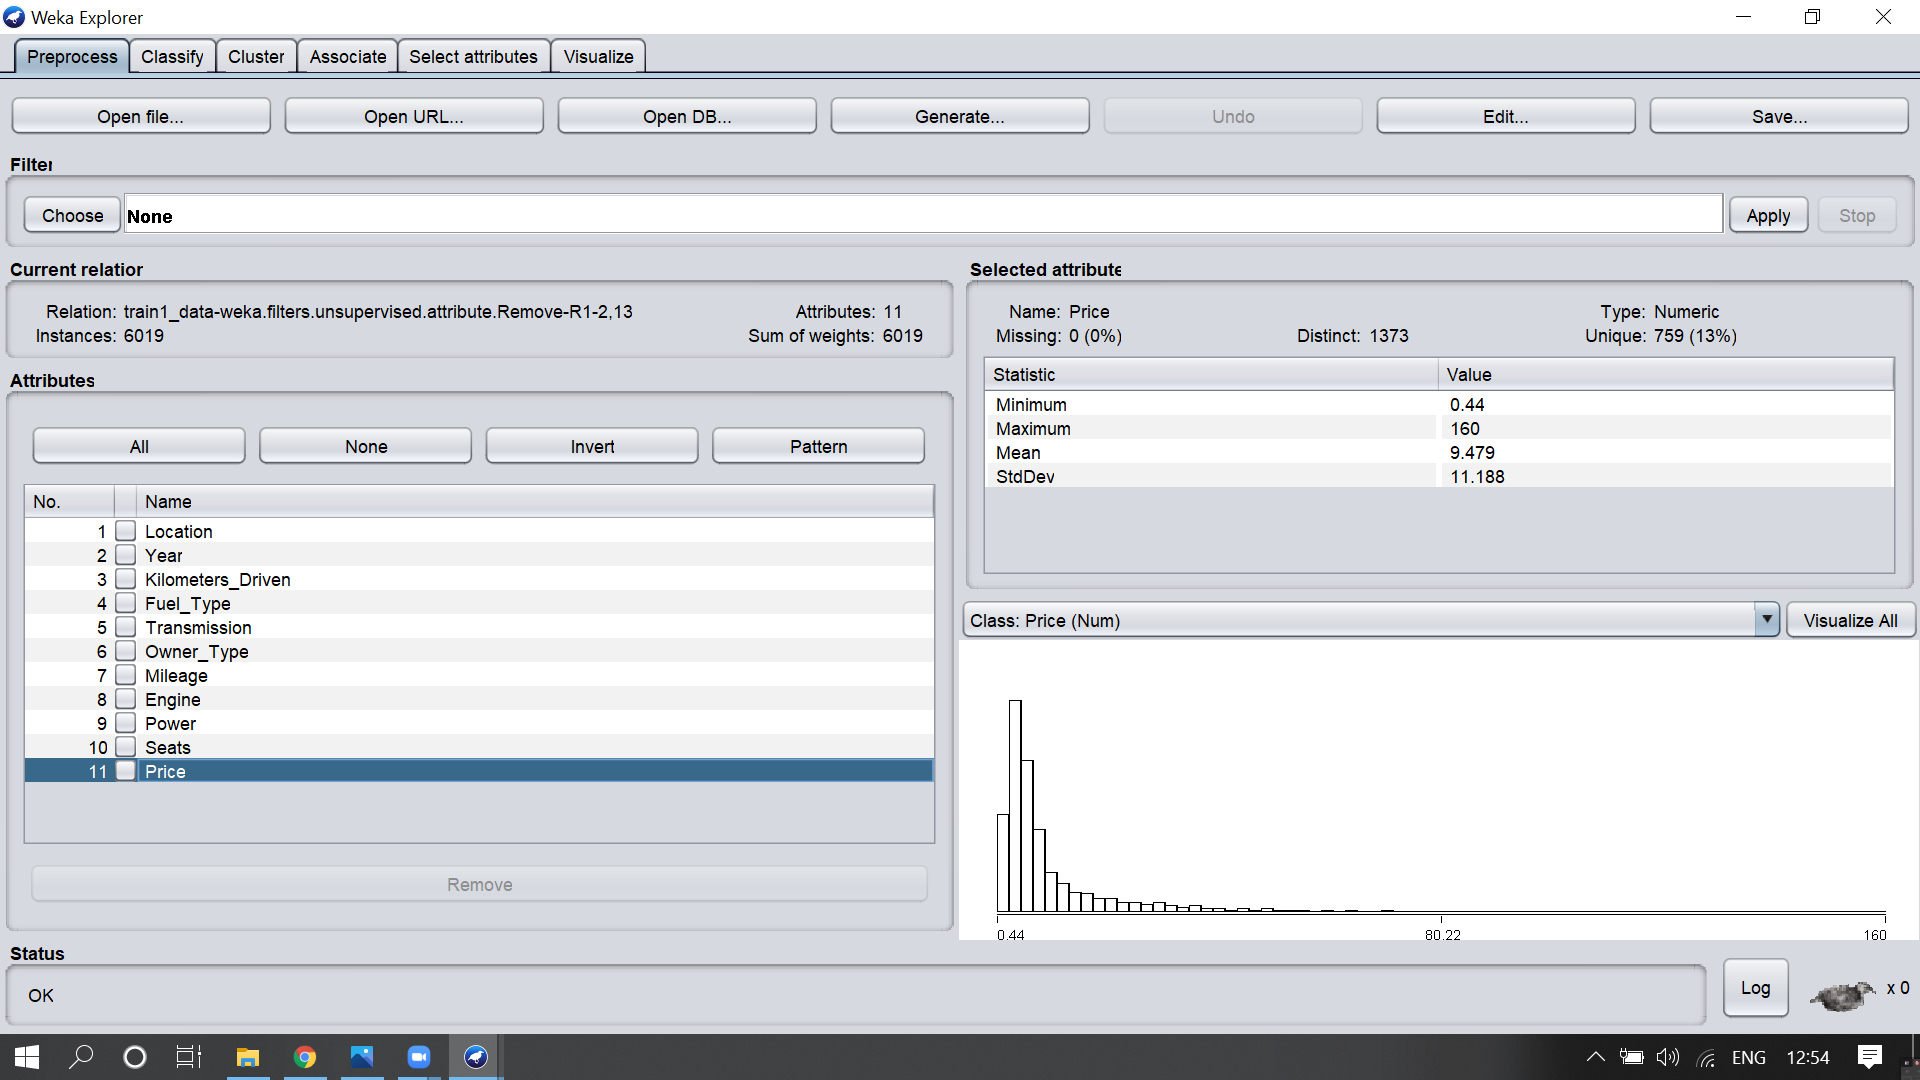 Weka Explorer
Preprocess Classify Cluster Associate Select attributes Visualize
Open file... Open URL... Open DB... Generate... Undo Edit... Save...
Filter
Choose None Apply Stop
Current relation
Relation: train1_data-weka.filters.unsupervised.attribute.Remove-R1-2,13 Attributes: 11
Instances: 6019 Sum of weights: 6019
Attributes
All None Invert Pattern
No. Name
1 Location
2 Year
3 Kilometers_Driven
4 Fuel_Type
5 Transmission
6 Owner_Type
7 Mileage
8 Engine
9 Power
10 Seats
11 Price
Remove
Selected attribute
Name: Price Type: Numeric
Missing: 0 (0%) Distinct: 1373 Unique: 759 (13%)
Statistic Value
Minimum 0.44
Maximum 160
Mean 9.479
StdDev 11.188
Class: Price (Num) Visualize All
0.44 80.22 160
Status
OK
Log x 0
ENG 12:54